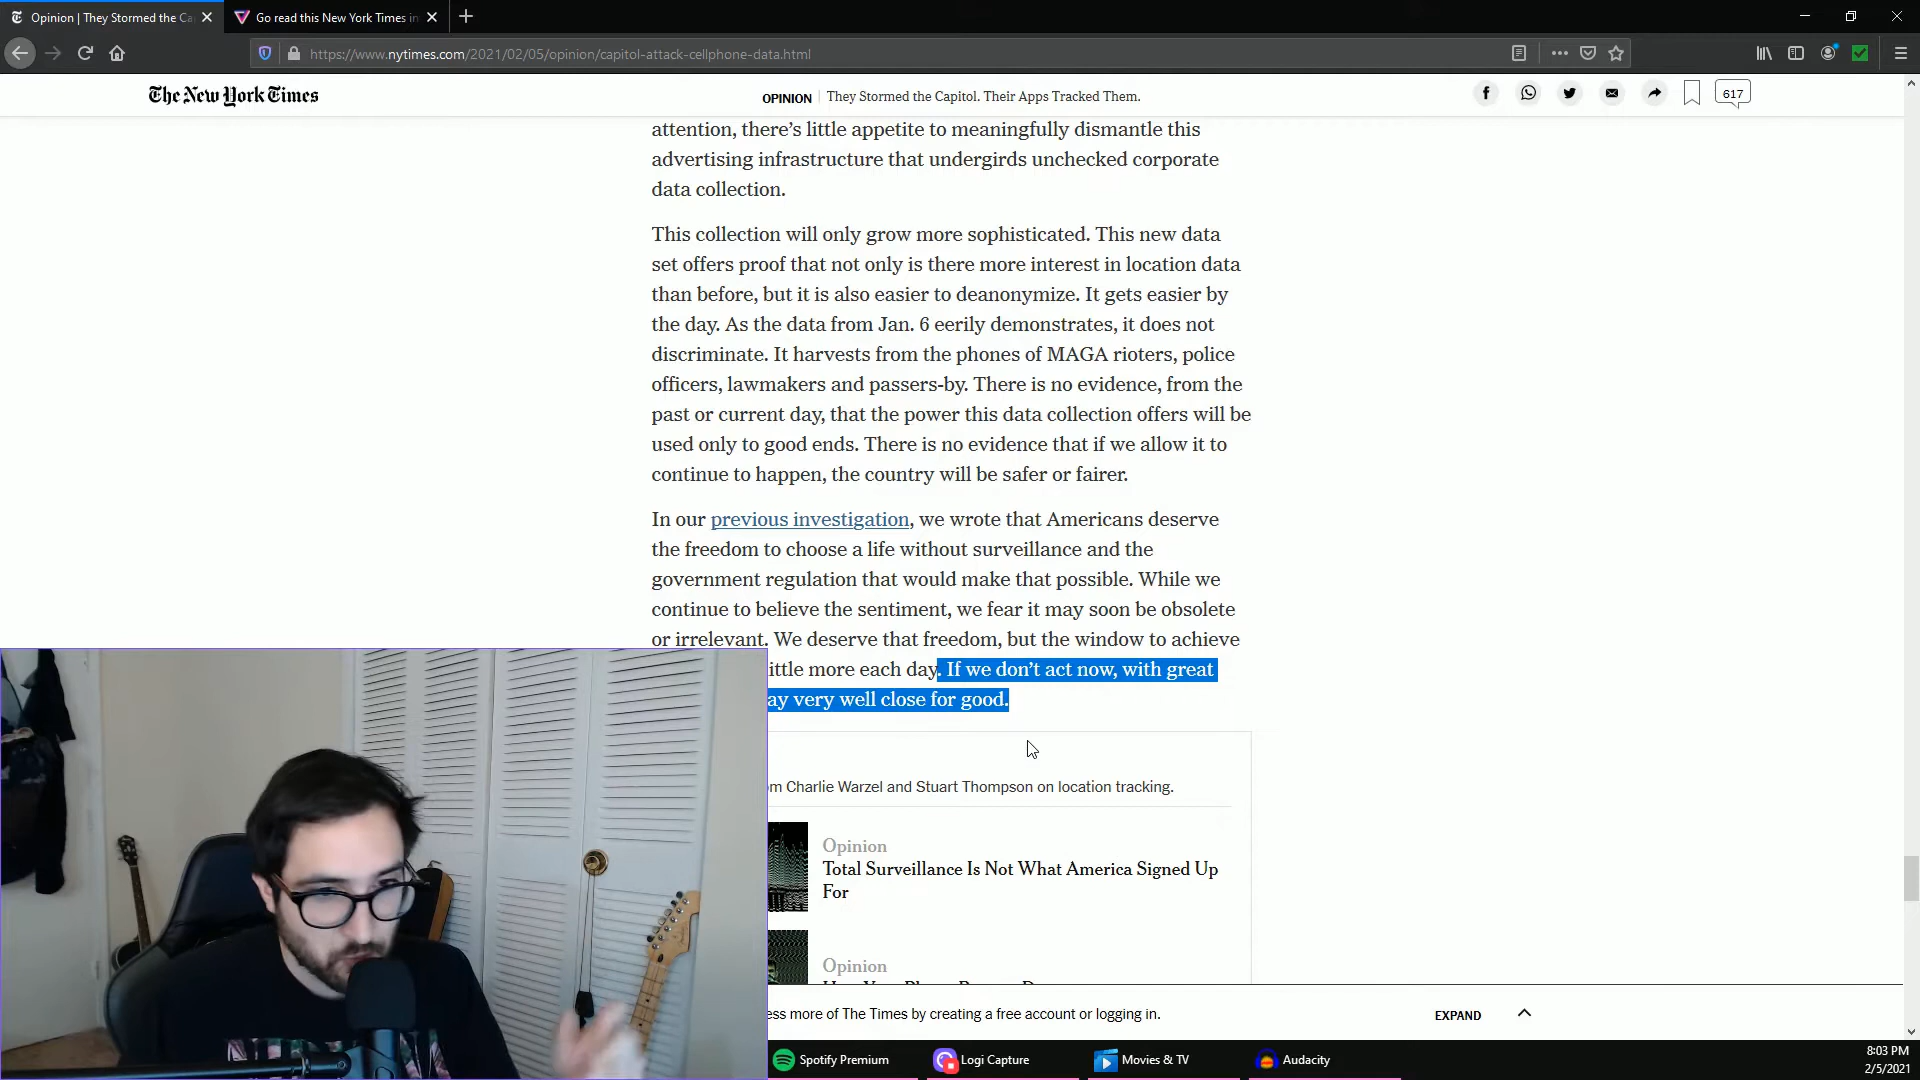 Opinion | They Stormed the Ca
Go read this New York Times in
https://www.nytimes.com/2021/02/05/opinion/capitol-attack-cellphone-data.html
The New York Times
OPINION | They Stormed the Capitol. Their Apps Tracked Them.
617
attention, there's little appetite to meaningfully dismantle this
advertising infrastructure that undergirds unchecked corporate
data collection.
This collection will only grow more sophisticated. This new data
set offers proof that not only is there more interest in location data
than before, but it is also easier to deanonymize. It gets easier by
the day. As the data from Jan. 6 eerily demonstrates, it does not
discriminate. It harvests from the phones of MAGA rioters, police
officers, lawmakers and passers-by. There is no evidence, from the
past or current day, that the power this data collection offers will be
used only to good ends. There is no evidence that if we allow it to
continue to happen, the country will be safer or fairer.
In our previous investigation, we wrote that Americans deserve
the freedom to choose a life without surveillance and the
government regulation that would make that possible. While we
continue to believe the sentiment, we fear it may soon be obsolete
or irrelevant. We deserve that freedom, but the window to achieve
ittle more each day. If we don't act now, with great
ay very well close for good.
om Charlie Warzel and Stuart Thompson on location tracking.
Opinion
Total Surveillance Is Not What America Signed Up
For
Opinion
ess more of The Times by creating a free account or logging in.
EXPAND
Spotify Premium
Logi Capture
Movies & TV
Audacity
8:03 PM
2/5/2021